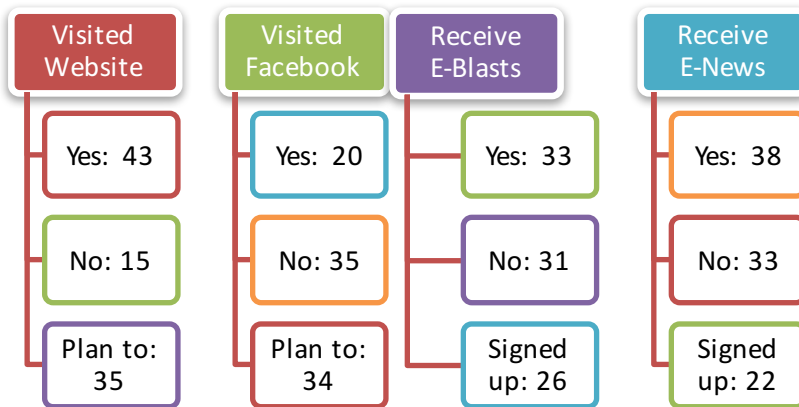 Visited
Website
Yes: 43
No: 15
Plan to:
35
Visited
Facebook
Yes: 20
No: 35
Plan to:
34
Receive
E-Blasts
Yes: 33
No: 31
Signed
up: 26
Receive
E-News
Yes: 38
No: 33
Signed
up: 22